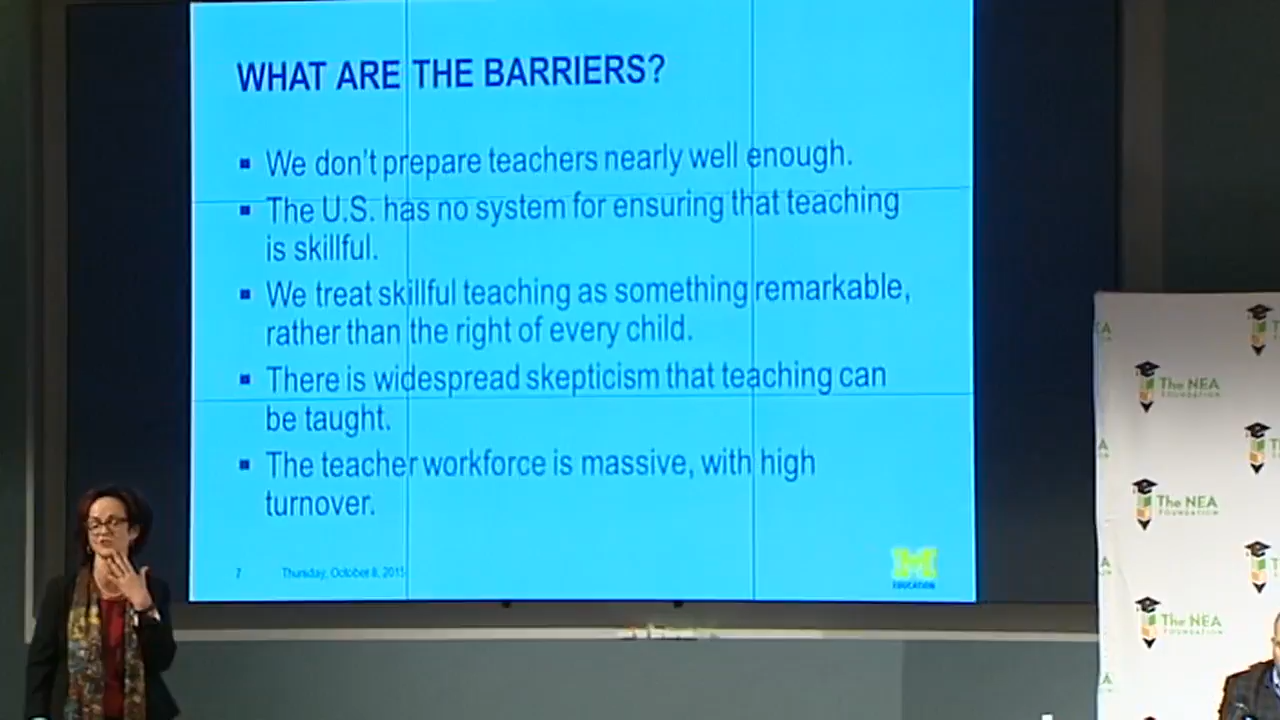 WHAT ARE THE BARRIERS?
▪ We don't prepare teachers nearly well enough.
▪ The U.S. has no system for ensuring that teaching
is skillful.
▪ We treat skillful teaching as something remarkable,
rather than the right of every child.
▪ There is widespread skepticism that teaching can
be taught.
▪ The teacher workforce is massive, with high
turnover.
7 Thursday, October 8, 2015
M
EDUCATION
The NEA
FOUNDATION
The NEA
FOUNDATION
The NEA
FOUNDATION